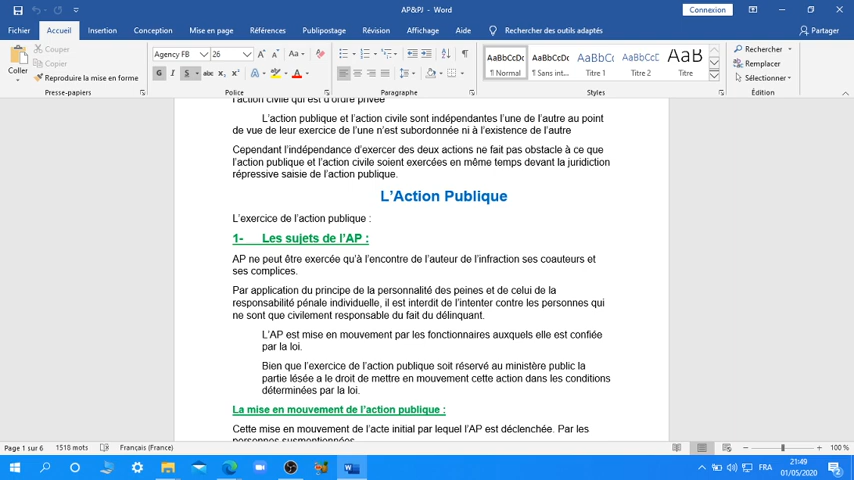 AP&PJ - Word
Connexion
Fichier Accueil Insertion Mise en page Conception Références Publipostage Révision Affichage Aide Rechercher des outils adaptés Partager
Couper
Copier
Reproduire la mise en forme
Coller
Presse-papiers
Agency FB 26
Police
Paragraphe
AaBbCcDc AaBbCcDc AaBbCc AaBbCcC AaB
¶ Normal ¶ Sans int... Titre 1 Titre 2 Titre
Styles
Rechercher
Remplacer
Sélectionner
Édition
l'action civile qui est d'ordre privée
L'action publique et l'action civile sont indépendantes l'une de l'autre au point
de vue de leur exercice de l'une n'est subordonnée ni à l'existence de l'autre
Cependant l'indépendance d'exercer des deux actions ne fait pas obstacle à ce que
l'action publique et l'action civile soient exercées en même temps devant la juridiction
répressive saisie de l'action publique.
L'Action Publique
L'exercice de l'action publique :
1- Les sujets de l'AP :
AP ne peut être exercée qu'à l'encontre de l'auteur de l'infraction ses coauteurs et
ses complices.
Par application du principe de la personnalité des peines et de celui de la
responsabilité pénale individuelle, il est interdit de l'intenter contre les personnes qui
ne sont que civilement responsable du fait du délinquant.
L'AP est mise en mouvement par les fonctionnaires auxquels elle est confiée
par la loi.
Bien que l'exercice de l'action publique soit réservé au ministère public la
partie lésée a le droit de mettre en mouvement cette action dans les conditions
déterminées par la loi.
La mise en mouvement de l'action publique :
Cette mise en mouvement de l'acte initial par lequel l'AP est déclenchée. Par les
personnes susmentionnées
Page 1 sur 6 1518 mots Français (France) 100 %
FRA
21:49
01/05/2020
2